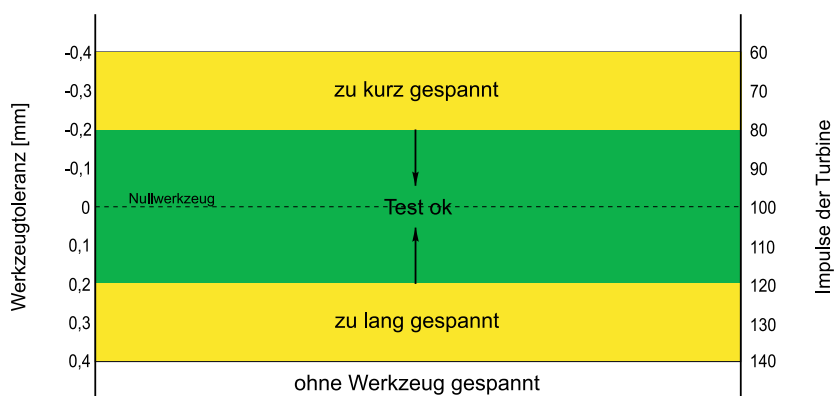 -0,4
60
zu kurz gespannt
-0,3
70
-0,2
80
-0,1
90
Nullwerkzeug
0
Test ok
100
0,1
110
0,2
120
zu lang gespannt
0,3
130
0,4
140
ohne Werkzeug gespannt
Werkzeugtoleranz [mm]
Impulse der Turbine